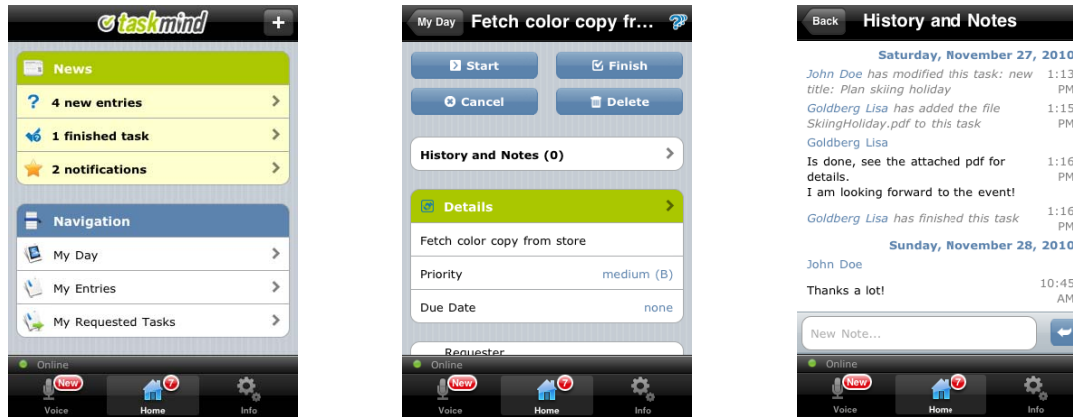 taskmind
+
News
? 4 new entries
1 finished task
2 notifications
Navigation
My Day
My Entries
My Requested Tasks
Online
New
7
Voice
Home
Info
My Day
Fetch color copy fr...
Start
Finish
Cancel
Delete
History and Notes (0)
Details
Fetch color copy from store
Priority medium (B)
Due Date none
Requester
Online
New
7
Voice
Home
Info
Back
History and Notes
Saturday, November 27, 2010
John Doe has modified this task: new 1:13
title: Plan skiing holiday PM
Goldberg Lisa has added the file 1:15
SkiingHoliday.pdf to this task PM
Goldberg Lisa
Is done, see the attached pdf for 1:16
details. PM
I am looking forward to the event!
Goldberg Lisa has finished this task 1:16
PM
Sunday, November 28, 2010
John Doe
Thanks a lot! 10:45
AM
New Note...
Online
New
7
Voice
Home
Info